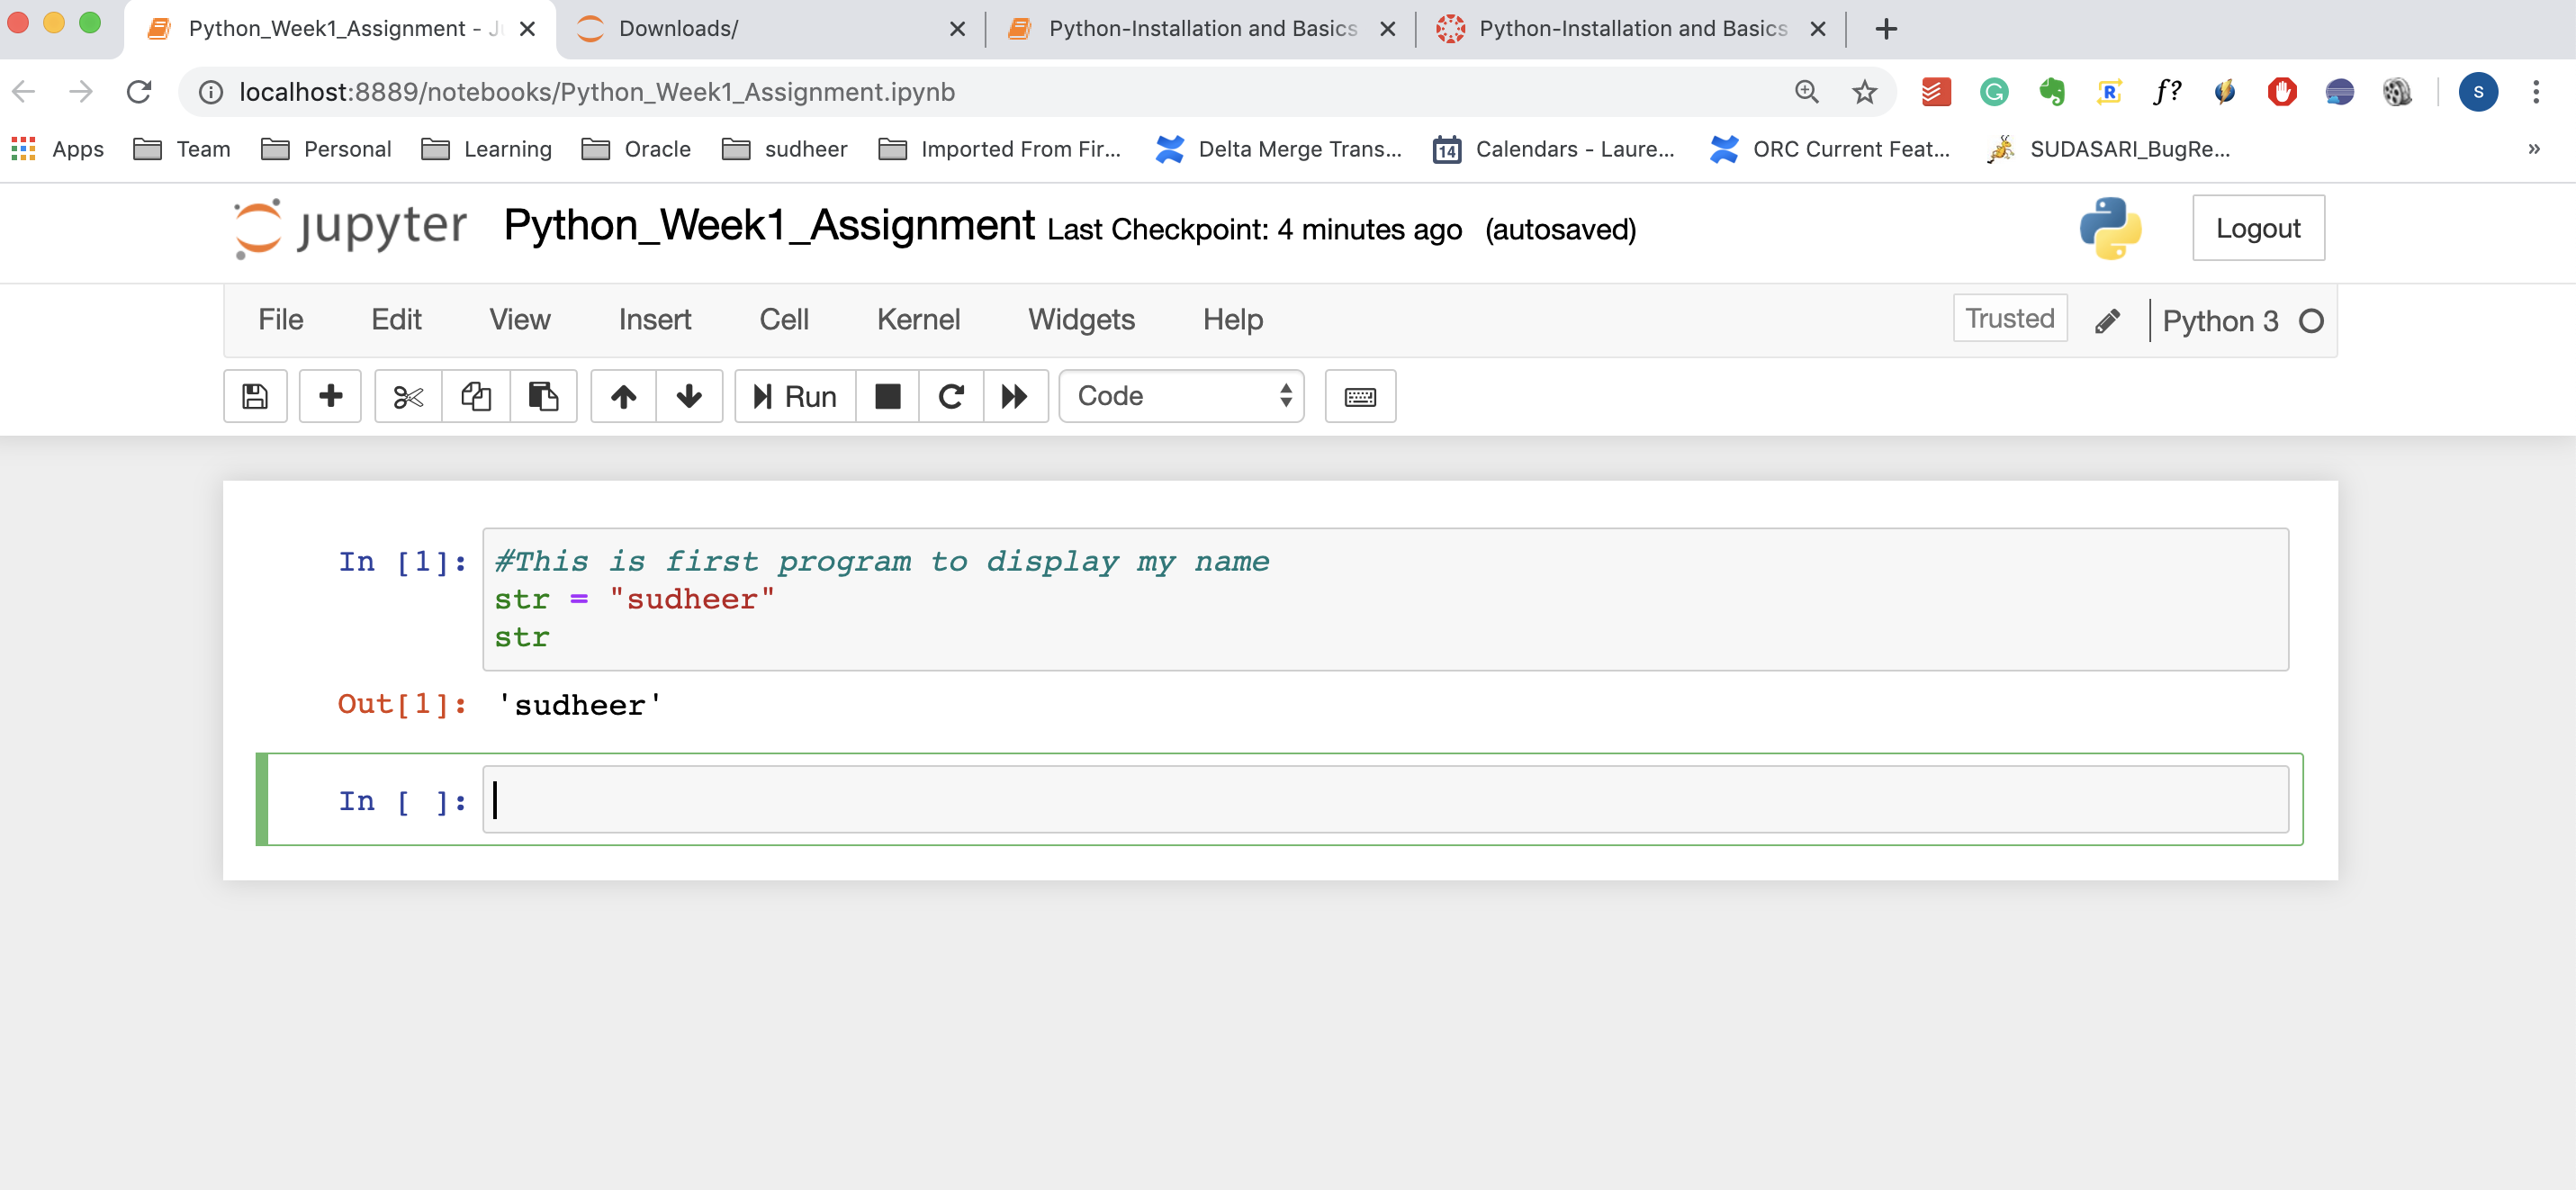 Python_Week1_Assignment - Ju
Downloads/
Python-Installation and Basics
Python-Installation and Basics
localhost:8889/notebooks/Python_Week1_Assignment.ipynb
Apps Team Personal Learning Oracle sudheer Imported From Fir... Delta Merge Trans... 14 Calendars - Laure... ORC Current Feat... SUDASARI_BugRe... »
jupyter Python_Week1_Assignment Last Checkpoint: 4 minutes ago (autosaved) Logout
File Edit View Insert Cell Kernel Widgets Help Trusted Python 3
Run Code
In [1]: #This is first program to display my name
str = "sudheer"
str
Out[1]: 'sudheer'
In [ ]: